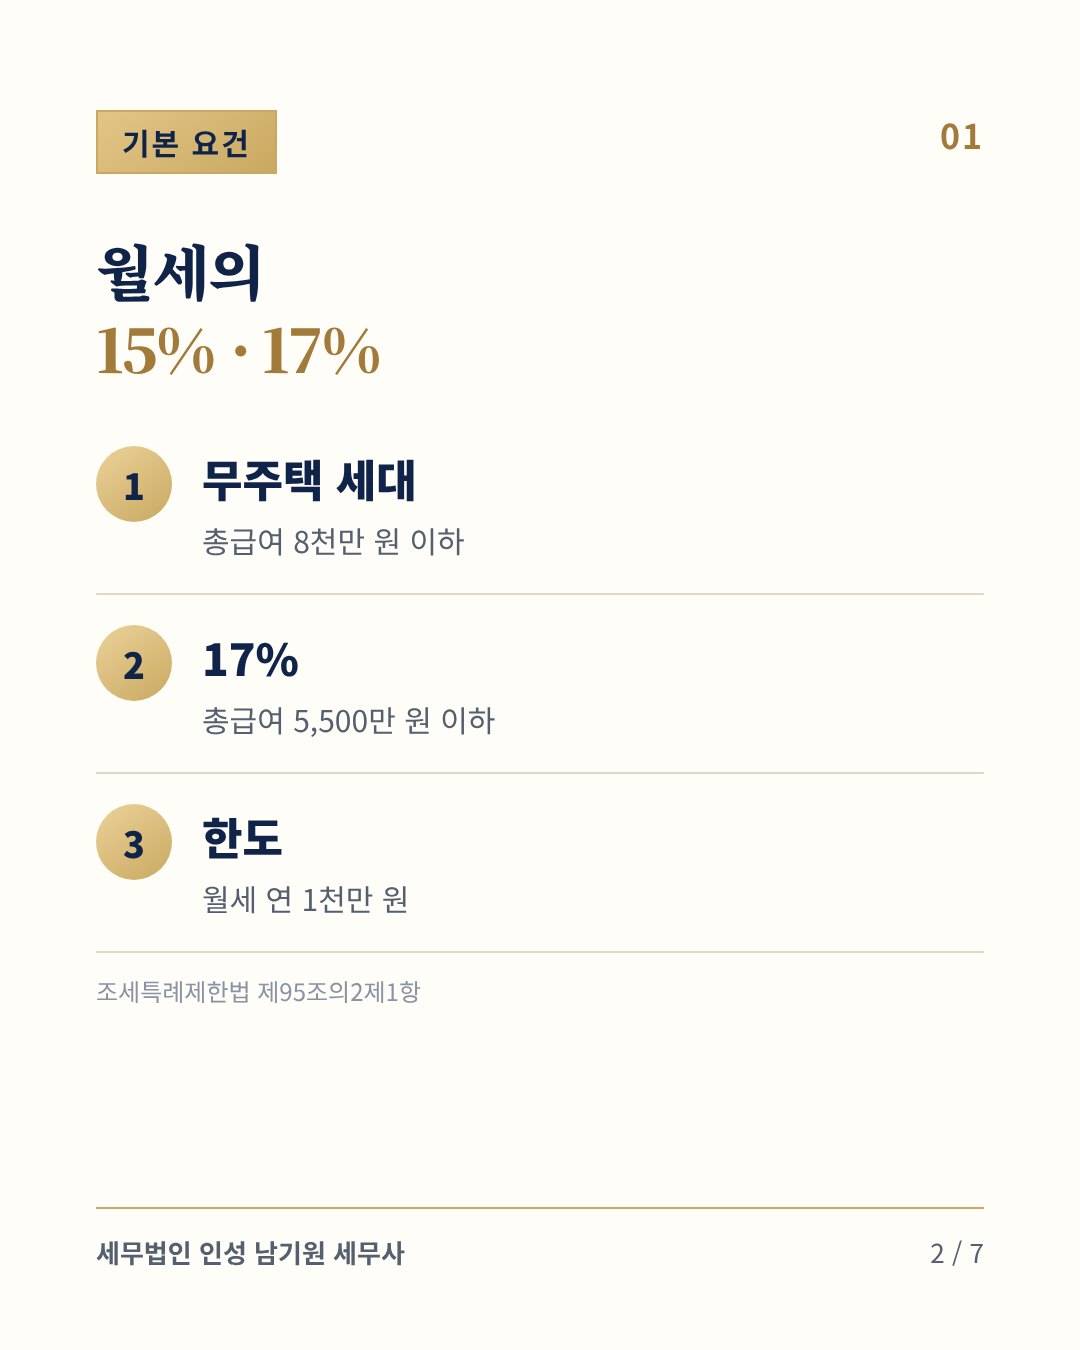 기본 요건
01
월세의
15% · 17%
1
무주택 세대
총급여 8천만 원 이하
2
17%
총급여 5,500만 원 이하
3
한도
월세 연 1천만 원
조세특례제한법 제95조의2제1항
세무법인 인성 남기원 세무사
2 / 7